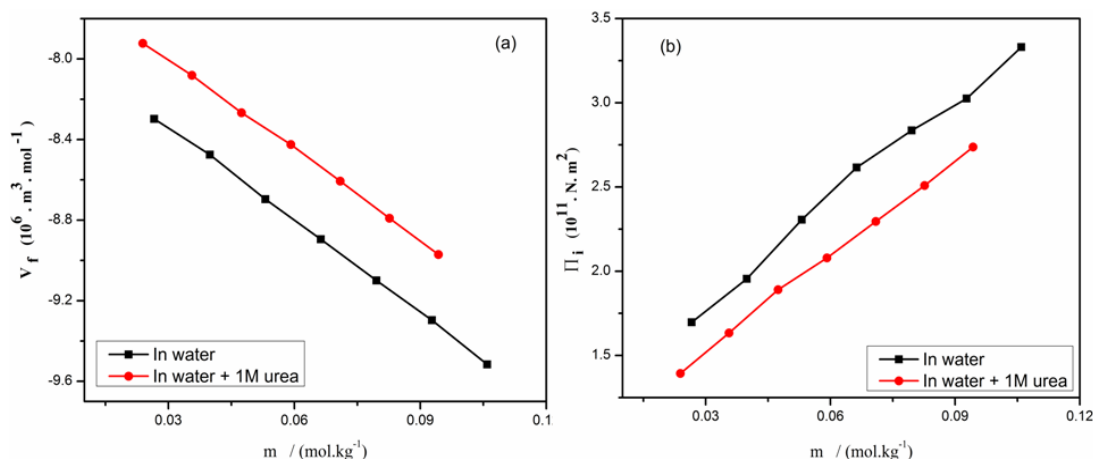 (a)
-8.0
-8.4
-8.8
-9.2
-9.6
V_f (10^6 . m^3 . mol^-1)
In water
In water + 1M urea
0.03
0.06
0.09
0.1
m / (mol.kg^-1)
(b)
3.5
3.0
2.5
2.0
1.5
Π_i (10^11 . N. m^2)
In water
In water + 1M urea
0.03
0.06
0.09
0.12
m / (mol.kg^-1)